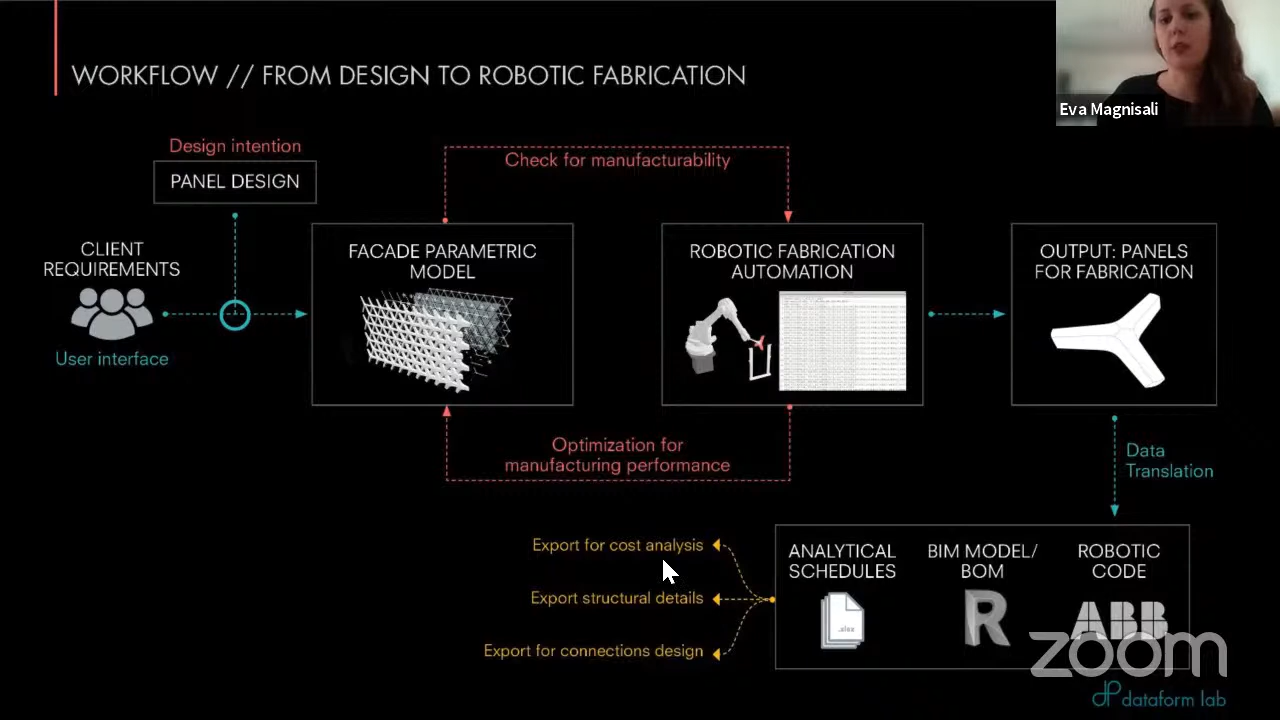 Eva Magnisali
WORKFLOW // FROM DESIGN TO ROBOTIC FABRICATION
Design intention
PANEL DESIGN
Check for manufacturability
CLIENT
REQUIREMENTS
User interface
FACADE PARAMETRIC
MODEL
ROBOTIC FABRICATION
AUTOMATION
OUTPUT: PANELS
FOR FABRICATION
Optimization for
manufacturing performance
Data
Translation
Export for cost analysis
Export structural details
Export for connections design
ANALYTICAL
SCHEDULES
BIM MODEL/
BOM
R
ROBOTIC
CODE
ABB
zoom
dataform lab